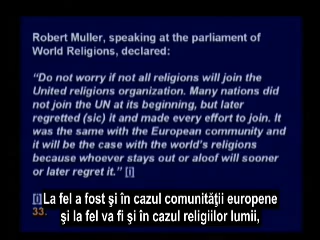 Robert Muller, speaking at the parliament of
World Religions, declared:
“Do not worry if not all religions will join the
United religions organization. Many nations did
not join the UN at its beginning, but later
regretted (sic) it and made every effort to join. It
was the same with the European community and
it will be the case with the world's religions
because whoever stays out or aloof will sooner
or later regret it.” [i]
[i]
La fel a fost şi în cazul comunităţii europene
33.
şi la fel va fi şi în cazul religiilor lumii,